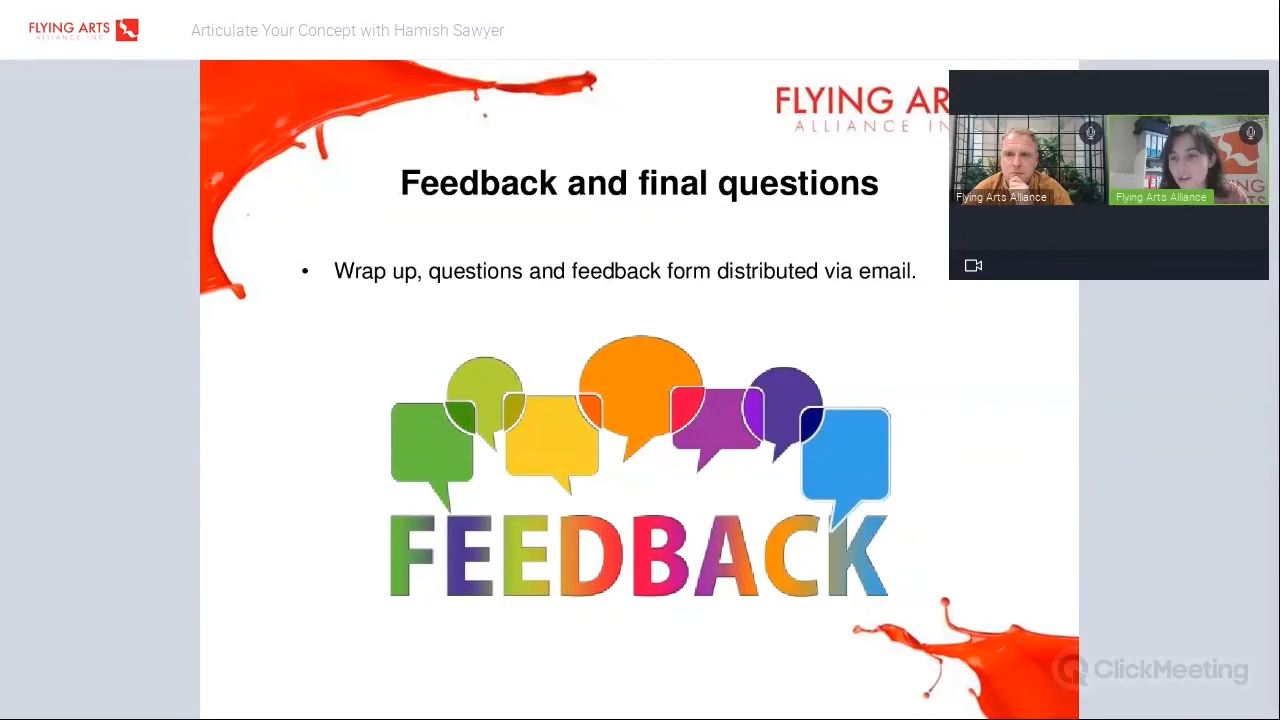 FLYING ARTS
ALLIANCE INC
Articulate Your Concept with Hamish Sawyer
FLYING AR
ALLIANCE IN
Flying Arts Alliance
Flying Arts Alliance
Feedback and final questions
• Wrap up, questions and feedback form distributed via email.
FEEDBACK
ClickMeeting